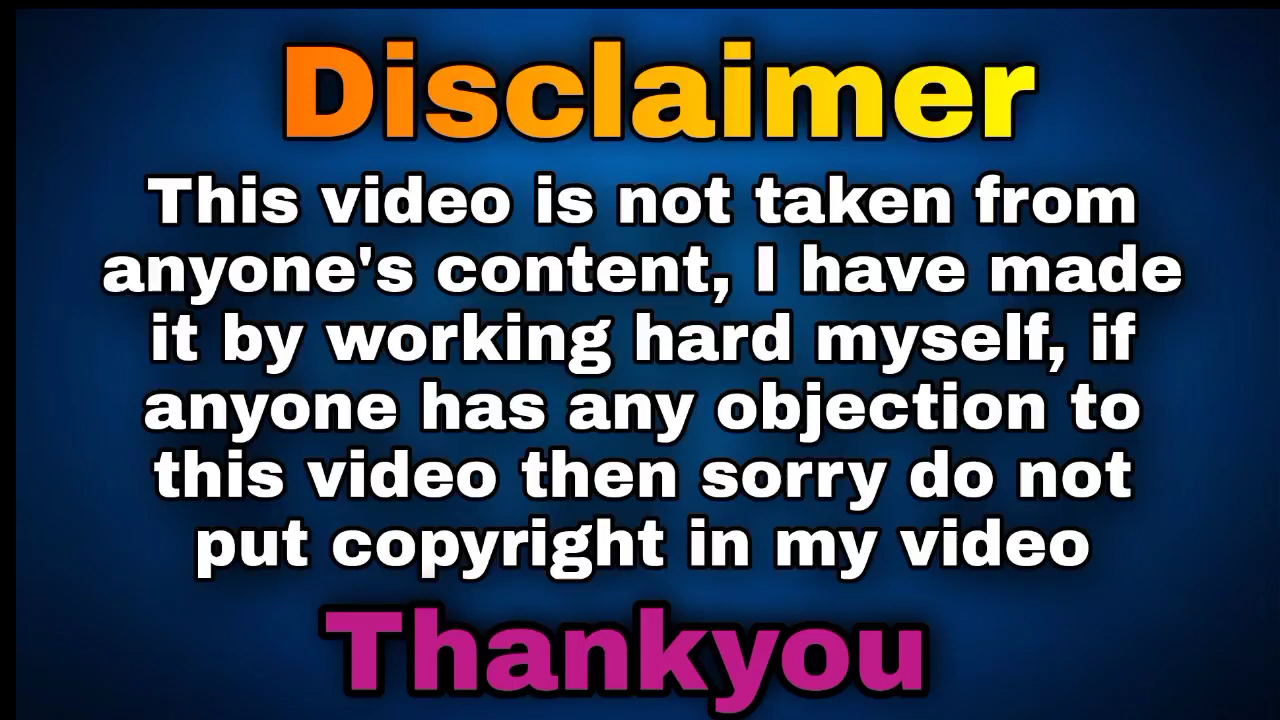 Disclaimer
This video is not taken from
anyone's content, I have made
it by working hard myself, if
anyone has any objection to
this video then sorry do not
put copyright in my video
Thankyou